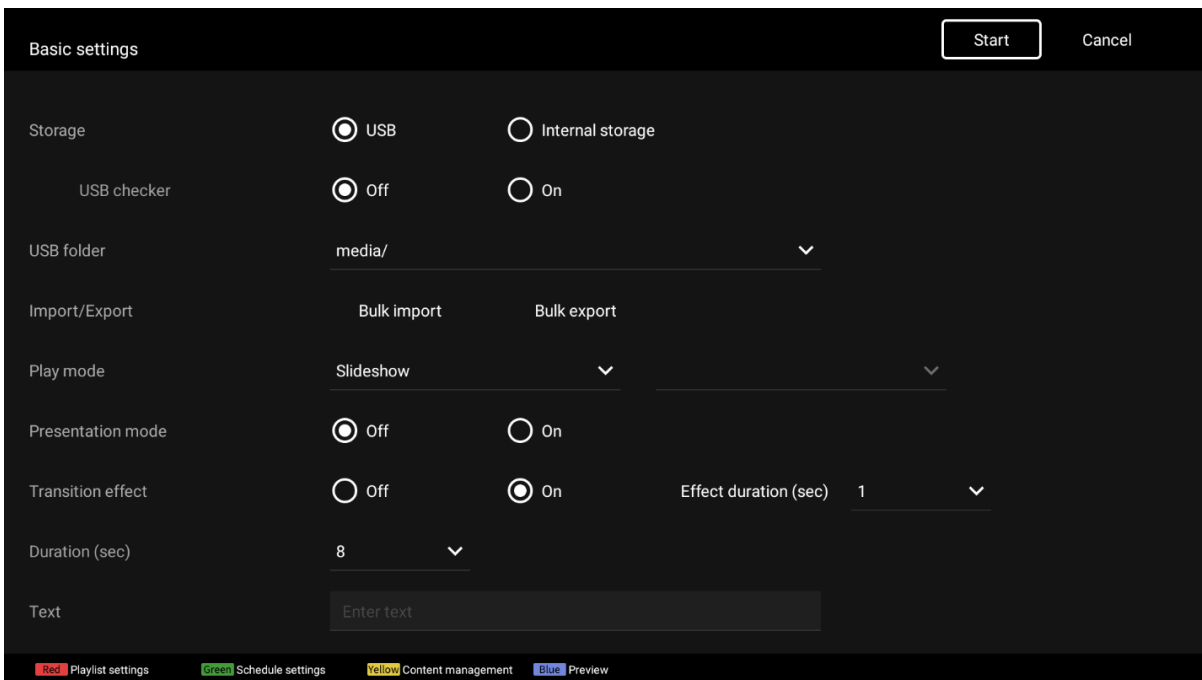 Basic settings Start Cancel
Storage USB Internal storage
USB checker Off On
USB folder media/
Import/Export Bulk import Bulk export
Play mode Slideshow
Presentation mode Off On
Transition effect Off On Effect duration (sec) 1
Duration (sec) 8
Text Enter text
Red Playlist settings Green Schedule settings Yellow Content management Blue Preview